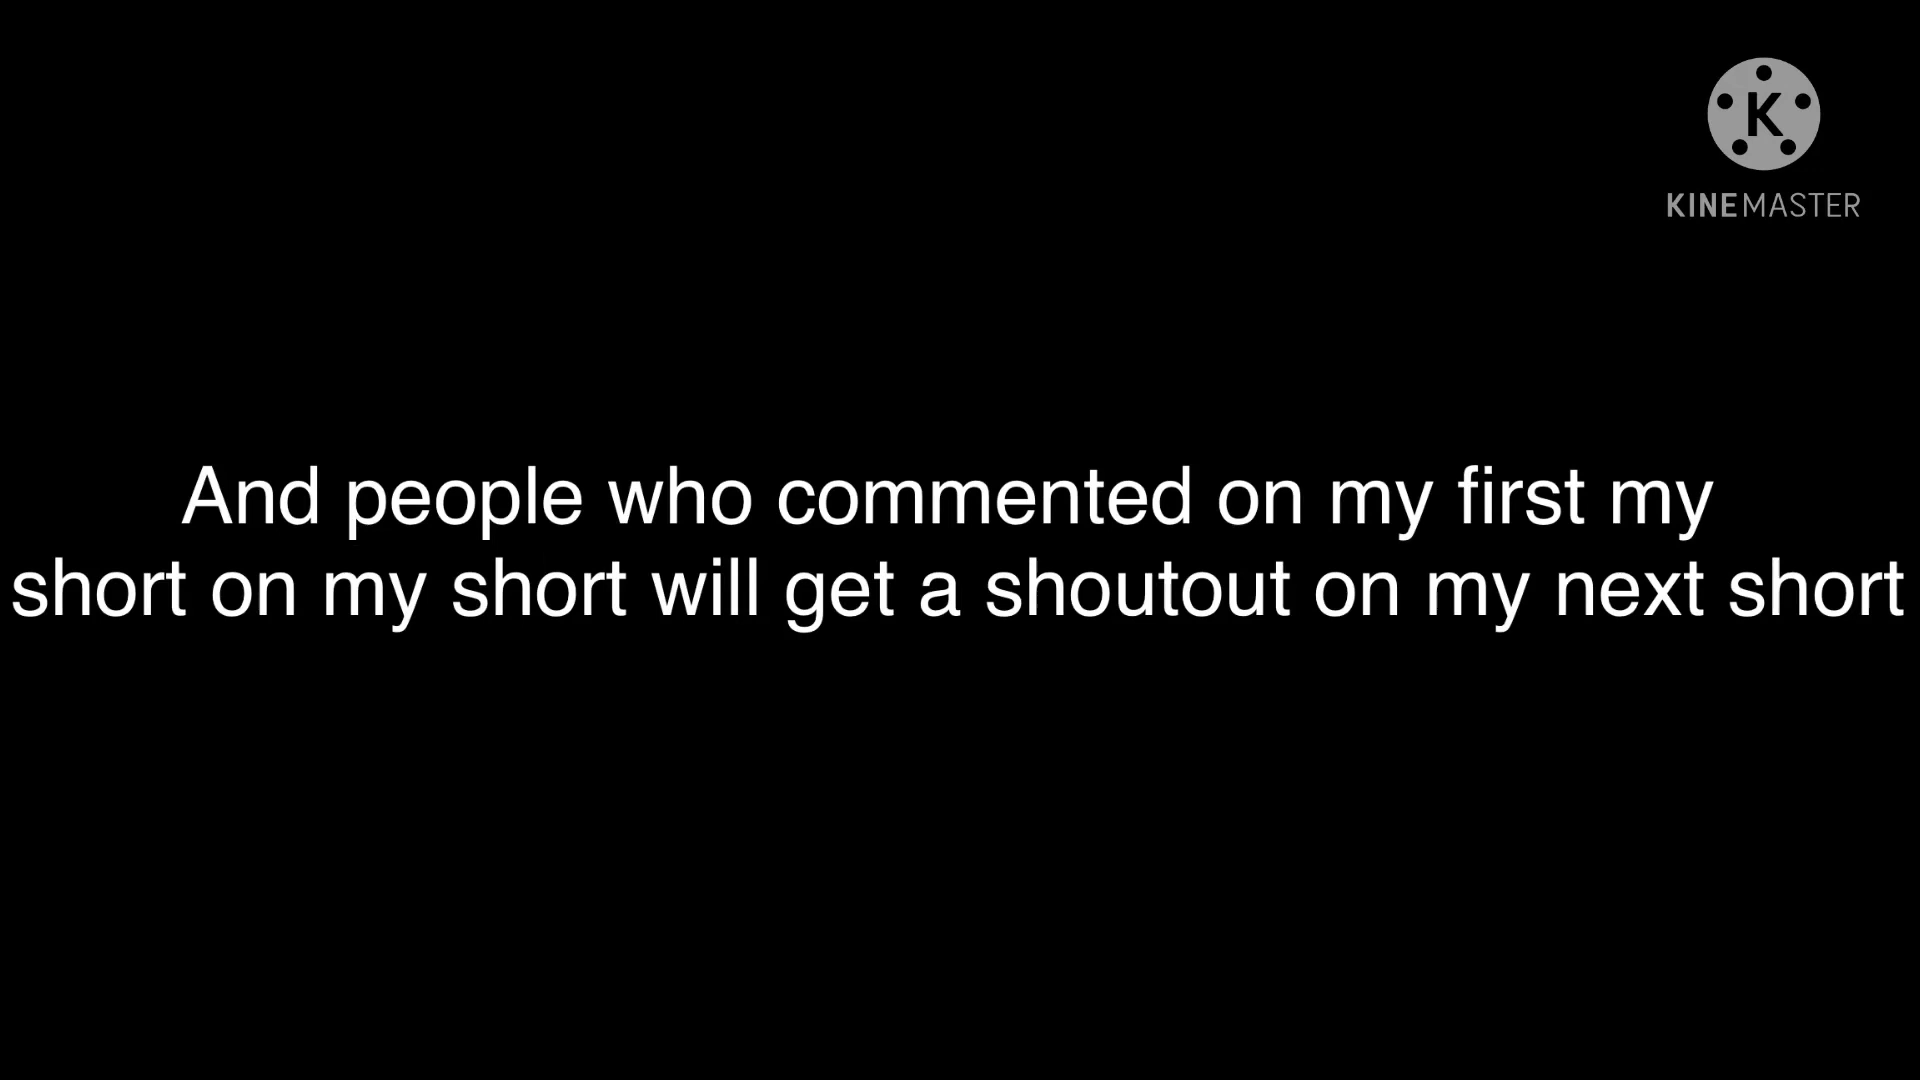 K
KINEMASTER
And people who commented on my first my
short on my short will get a shoutout on my next short